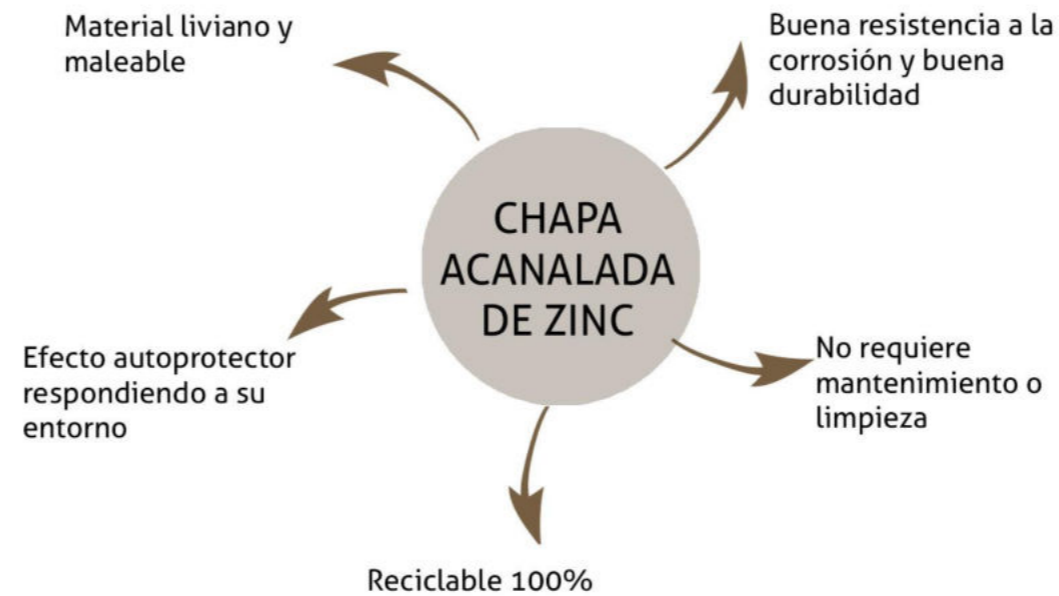 Material liviano y
maleable
Buena resistencia a la
corrosión y buena
durabilidad
CHAPA
ACANALADA
DE ZINC
Efecto autoprotector
respondiendo a su
entorno
No requiere
mantenimiento o
limpieza
Reciclable 100%